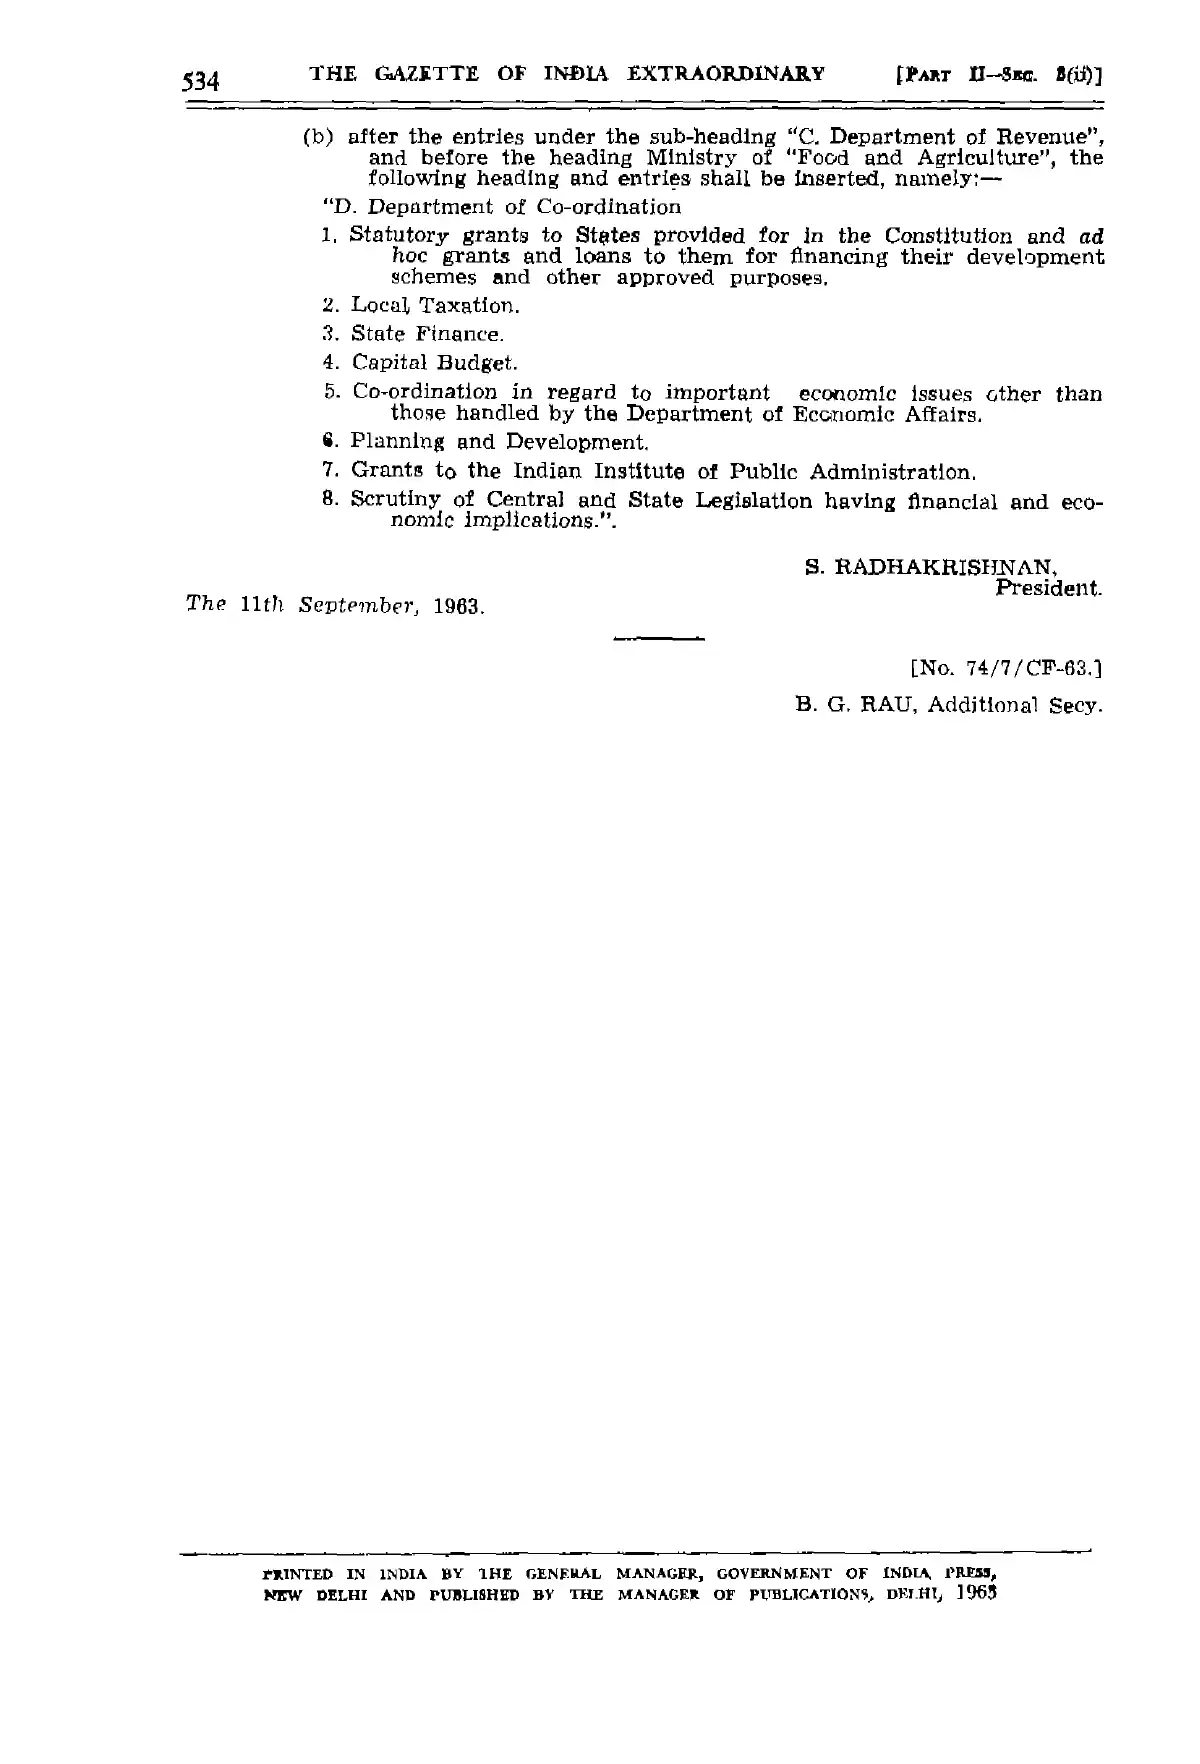 534 THE GAZETTE OF INDIA EXTRAORDINARY [PART II—SEC. 3(ii)]
(b) after the entries under the sub-heading "C. Department of Revenue",
and before the heading Ministry of "Food and Agriculture", the
following heading and entries shall be inserted, namely:—
"D. Department of Co-ordination
1. Statutory grants to States provided for in the Constitution and ad
hoc grants and loans to them for financing their development
schemes and other approved purposes.
2. Local Taxation.
3. State Finance.
4. Capital Budget.
5. Co-ordination in regard to important economic issues other than
those handled by the Department of Economic Affairs.
6. Planning and Development.
7. Grants to the Indian Institute of Public Administration.
8. Scrutiny of Central and State Legislation having financial and eco-
nomic implications.".
S. RADHAKRISHNAN,
President.
The 11th September, 1963.
[No. 74/7/CF-63.]
B. G. RAU, Additional Secy.
PRINTED IN INDIA BY THE GENERAL MANAGER, GOVERNMENT OF INDIA PRESS,
NEW DELHI AND PUBLISHED BY THE MANAGER OF PUBLICATIONS, DELHI, 1963